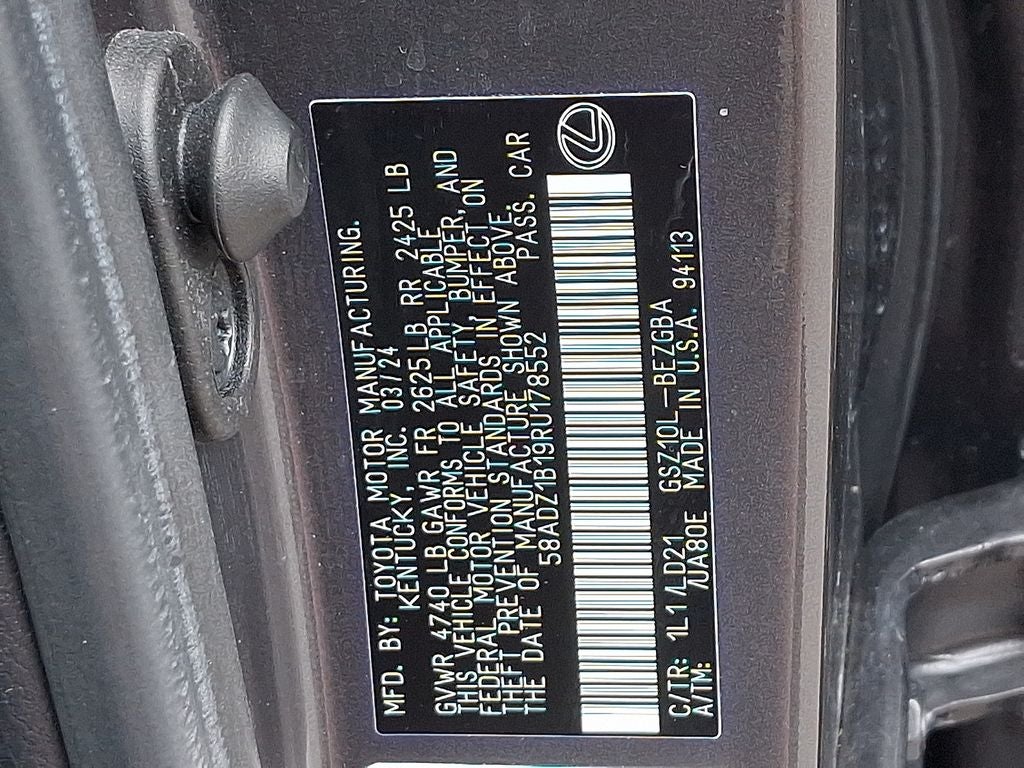 MFD. BY: TOYOTA MOTOR MANUFACTURING.
KENTUCKY, INC. 03/24
GVWR 4740 LB GAWR FR 2625 LB RR 2425 LB
THIS VEHICLE CONFORMS TO ALL APPLICABLE
FEDERAL MOTOR VEHICLE SAFETY, BUMPER, AND
THEFT PREVENTION STANDARDS IN EFFECT ON
THE DATE OF MANUFACTURE SHOWN ABOVE.
58ADZ1B19RU178552 PASS. CAR
C/TR: 1L1/LD21 GSZ10L-BEZGBA
A/TM: /UA80E MADE IN U.S.A. 94113